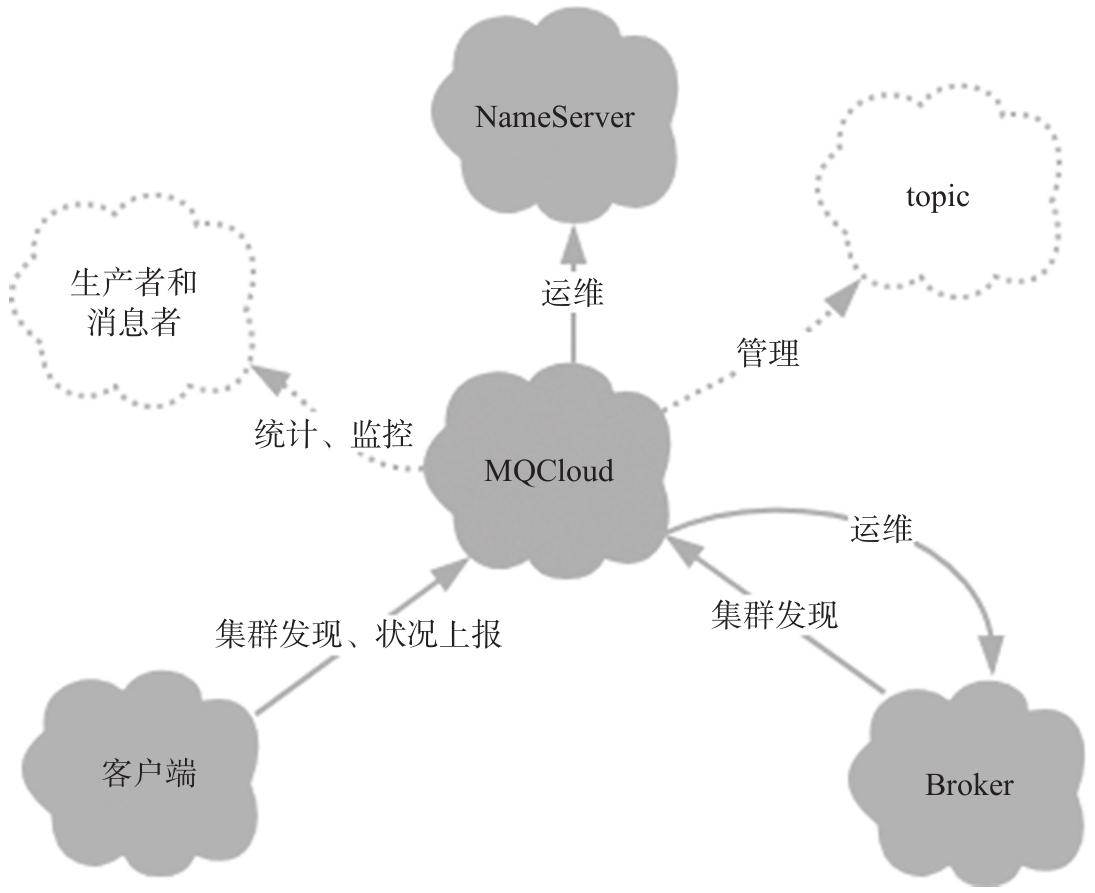 NameServer
topic
生产者和
消息者
运维
管理
统计、监控
MQCloud
运维
集群发现
集群发现、状况上报
客户端
Broker